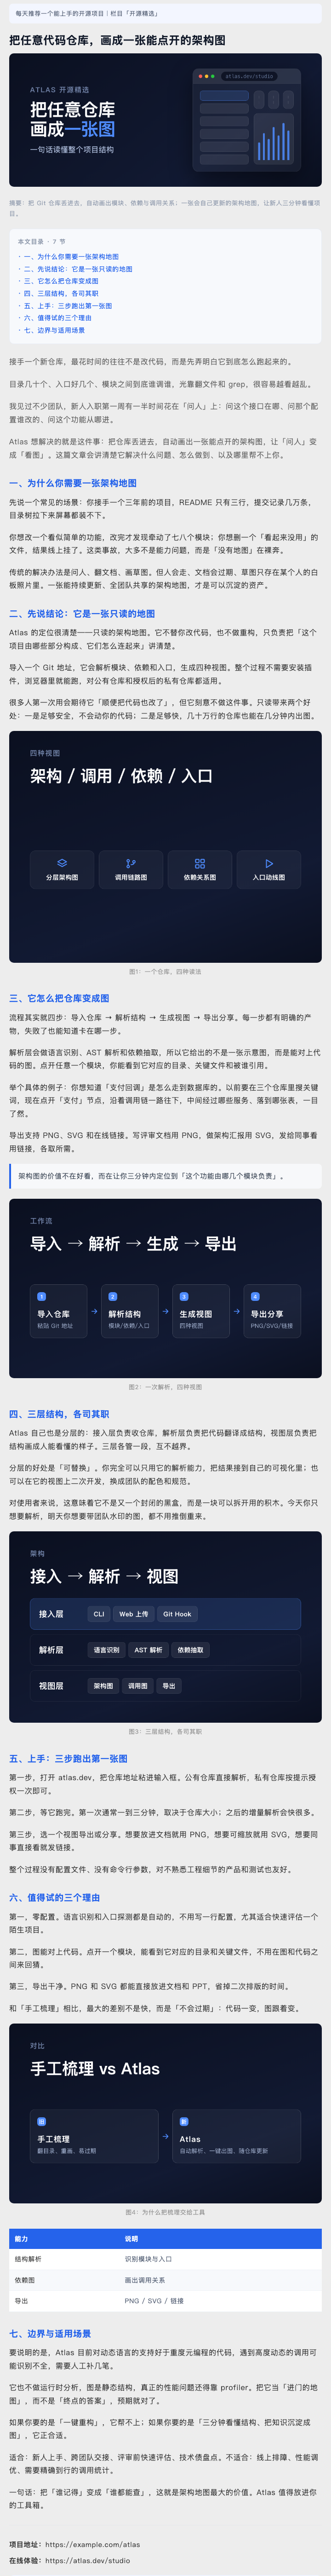 每天推荐一个能上手的开源项目｜栏目「开源精选」
把任意代码仓库，画成一张能点开的架构图
ATLAS 开源精选
把任意仓库
画成一张图
一句话读懂整个项目结构
atlas.dev/studio
摘要：把 Git 仓库丢进去，自动画出模块、依赖与调用关系；一张会自己更新的架构地图，让新人三分钟看懂项
目。
本文目录 · 7 节
· 一、为什么你需要一张架构地图
· 二、先说结论：它是一张只读的地图
· 三、它怎么把仓库变成图
· 四、三层结构，各司其职
· 五、上手：三步跑出第一张图
· 六、值得试的三个理由
· 七、边界与适用场景
接手一个新仓库，最花时间的往往不是改代码，而是先弄明白它到底怎么跑起来的。
目录几十个、入口好几个、模块之间到底谁调谁，光靠翻文件和 grep，很容易越看越乱。
我见过不少团队，新人入职第一周有一半时间花在「问人」上：问这个接口在哪、问那个配
置谁改的、问这个功能从哪进。
Atlas 想解决的就是这件事：把仓库丢进去，自动画出一张能点开的架构图，让「问人」变
成「看图」。这篇文章会讲清楚它解决什么问题、怎么做到、以及哪里帮不上你。
一、为什么你需要一张架构地图
先说一个常见的场景：你接手一个三年前的项目，README 只有三行，提交记录几万条，
目录树拉下来屏幕都装不下。
你想改一个看似简单的功能，改完才发现牵动了七八个模块；你想删一个「看起来没用」的
文件，结果线上挂了。这类事故，大多不是能力问题，而是「没有地图」在裸奔。
传统的解决办法是问人、翻文档、画草图。但人会走、文档会过期、草图只存在某个人的白
板照片里。一张能持续更新、全团队共享的架构地图，才是可以沉淀的资产。
二、先说结论：它是一张只读的地图
Atlas 的定位很清楚——只读的架构地图。它不替你改代码，也不做重构，只负责把「这个
项目由哪些部分构成、它们怎么连起来」讲清楚。
导入一个 Git 地址，它会解析模块、依赖和入口，生成四种视图。整个过程不需要安装插
件，浏览器里就能跑，对公有仓库和授权后的私有仓库都适用。
很多人第一次用会期待它「顺便把代码也改了」，但它刻意不做这件事。只读带来两个好
处：一是足够安全，不会动你的代码；二是足够快，几十万行的仓库也能在几分钟内出图。
四种视图
架构 / 调用 / 依赖 / 入口
分层架构图
调用链路图
依赖关系图
入口动线图
图1：一个仓库，四种读法
三、它怎么把仓库变成图
流程其实就四步：导入仓库 → 解析结构 → 生成视图 → 导出分享。每一步都有明确的产
物，失败了也能知道卡在哪一步。
解析层会做语言识别、AST 解析和依赖抽取，所以它给出的不是一张示意图，而是能对上代
码的图。点开任意一个模块，你能看到它对应的目录、关键文件和被谁引用。
举个具体的例子：你想知道「支付回调」是怎么走到数据库的。以前要在三个仓库里搜关键
词，现在点开「支付」节点，沿着调用链一路往下，中间经过哪些服务、落到哪张表，一目
了然。
导出支持 PNG、SVG 和在线链接。写评审文档用 PNG，做架构汇报用 SVG，发给同事看
用链接，各取所需。
架构图的价值不在好看，而在让你三分钟内定位到「这个功能由哪几个模块负责」。
工作流
导入 → 解析 → 生成 → 导出
1
导入仓库
粘贴 Git 地址
→
2
解析结构
模块/依赖/入口
→
3
生成视图
四种视图
→
4
导出分享
PNG/SVG/链接
图2：一次解析，四种视图
四、三层结构，各司其职
Atlas 自己也是分层的：接入层负责收仓库，解析层负责把代码翻译成结构，视图层负责把
结构画成人能看懂的样子。三层各管一段，互不越界。
分层的好处是「可替换」。你完全可以只用它的解析能力，把结果接到自己的可视化里；也
可以在它的视图上二次开发，换成团队的配色和规范。
对使用者来说，这意味着它不是又一个封闭的黑盒，而是一块可以拆开用的积木。今天你只
想要解析，明天你想要带团队水印的图，都不用推倒重来。
架构
接入 → 解析 → 视图
接入层
CLI
Web 上传
Git Hook
解析层
语言识别
AST 解析
依赖抽取
视图层
架构图
调用图
导出
图3：三层结构，各司其职
五、上手：三步跑出第一张图
第一步，打开 atlas.dev，把仓库地址粘进输入框。公有仓库直接解析，私有仓库按提示授
权一次即可。
第二步，等它跑完。第一次通常一到三分钟，取决于仓库大小；之后的增量解析会快很多。
第三步，选一个视图导出或分享。想要放进文档就用 PNG，想要可缩放就用 SVG，想要同
事直接看就发链接。
整个过程没有配置文件、没有命令行参数，对不熟悉工程细节的产品和测试也友好。
六、值得试的三个理由
第一，零配置。语言识别和入口探测都是自动的，不用写一行配置，尤其适合快速评估一个
陌生项目。
第二，图能对上代码。点开一个模块，能看到它对应的目录和关键文件，不用在图和代码之
间来回猜。
第三，导出干净。PNG 和 SVG 都能直接放进文档和 PPT，省掉二次排版的时间。
和「手工梳理」相比，最大的差别不是快，而是「不会过期」：代码一变，图跟着变。
对比
手工梳理 vs Atlas
旧
手工梳理
翻目录、重画、易过期
→
新
Atlas
自动解析、一键出图、随仓库更新
图4：为什么把梳理交给工具
能力 说明
结构解析 识别模块与入口
依赖图 画出调用关系
导出 PNG / SVG / 链接
七、边界与适用场景
要说明的是，Atlas 目前对动态语言的支持好于重度元编程的代码，遇到高度动态的调用可
能识别不全，需要人工补几笔。
它也不做运行时分析，图是静态结构，真正的性能问题还得靠 profiler。把它当「进门的地
图」，而不是「终点的答案」，预期就对了。
如果你要的是「一键重构」，它帮不上；如果你要的是「三分钟看懂结构、把知识沉淀成
图」，它正合适。
适合：新人上手、跨团队交接、评审前快速评估、技术债盘点。不适合：线上排障、性能调
优、需要精确到行的调用统计。
一句话：把「谁记得」变成「谁都能查」，这就是架构地图最大的价值。Atlas 值得放进你
的工具箱。
项目地址：https://example.com/atlas
在线体验：https://atlas.dev/studio